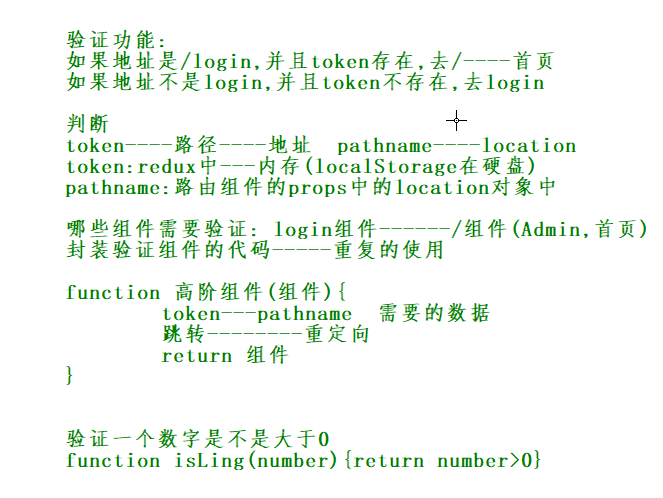 验证功能:
如果地址是/login,并且token存在,去/----首页
如果地址不是login,并且token不存在,去login
判断
token----路径----地址  pathname----location
token:redux中---内存(localStorage在硬盘)
pathname:路由组件的props中的location对象中
哪些组件需要验证: login组件------/组件(Admin,首页)
封装验证组件的代码-----重复的使用
function 高阶组件(组件){
token---pathname  需要的数据
跳转--------重定向
return 组件
}
验证一个数字是不是大于0
function isLing(number){return number>0}